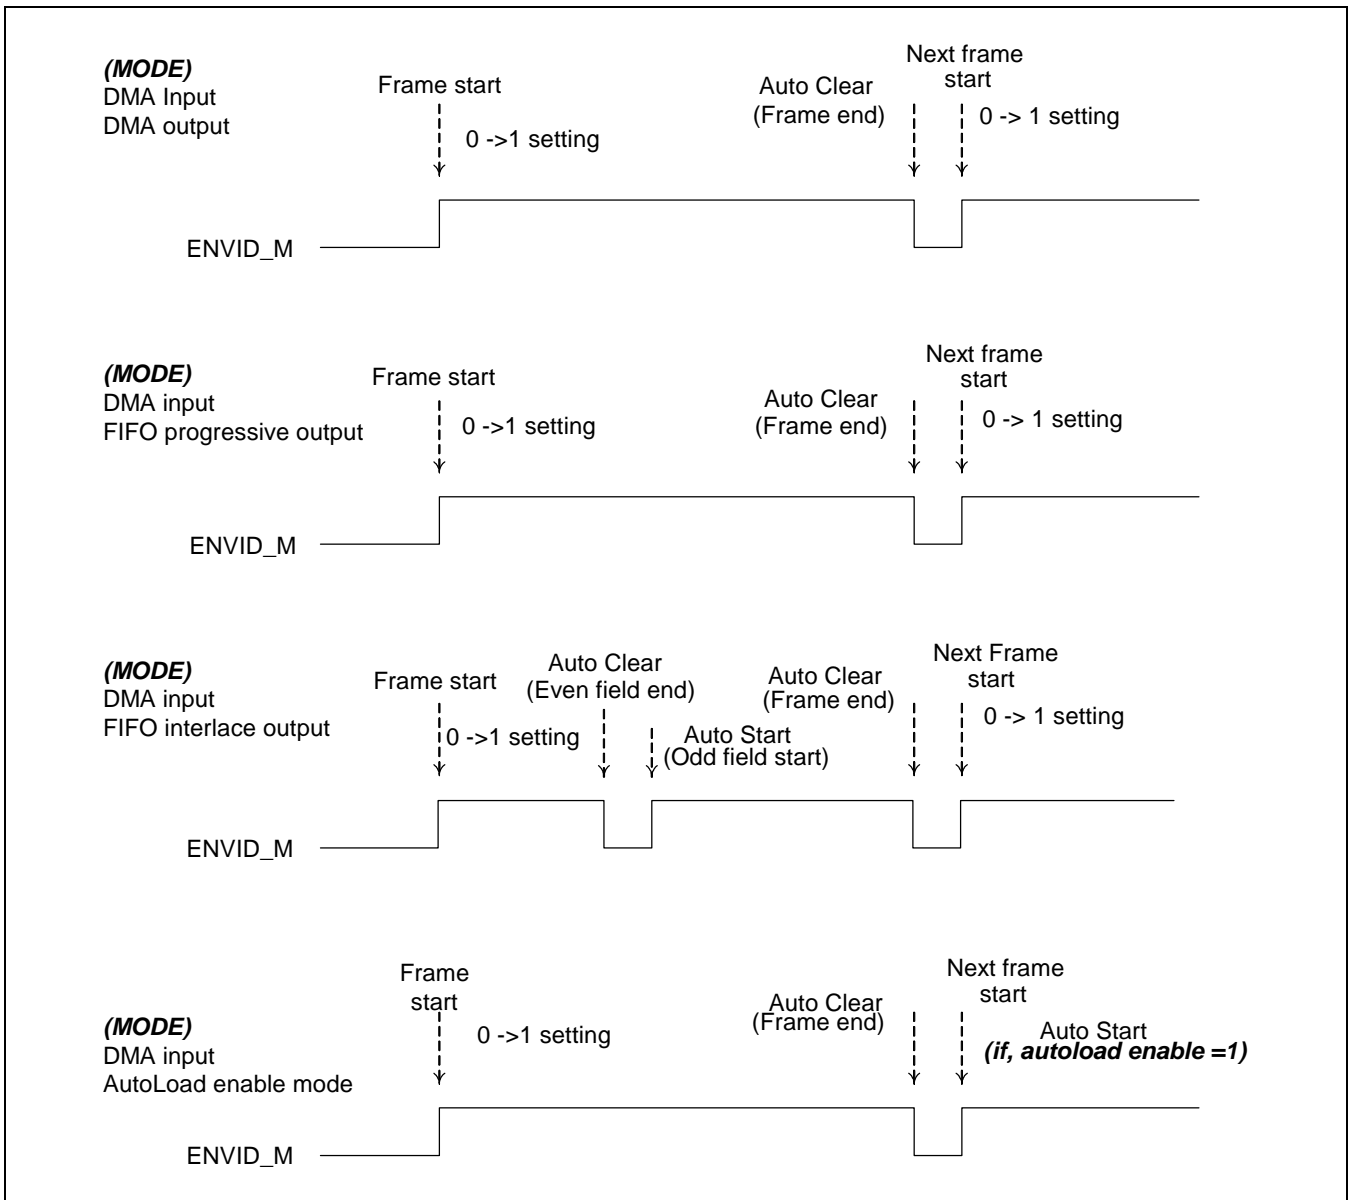 (MODE)
DMA Input
DMA output
Frame start
0 ->1 setting
Auto Clear
(Frame end)
Next frame
start
0 -> 1 setting
ENVID_M
(MODE)
DMA input
FIFO progressive output
Frame start
0 ->1 setting
Auto Clear
(Frame end)
Next frame
start
0 -> 1 setting
ENVID_M
(MODE)
DMA input
FIFO interlace output
Frame start
0 ->1 setting
Auto Clear
(Even field end)
Auto Start
(Odd field start)
Auto Clear
(Frame end)
Next Frame
start
0 -> 1 setting
ENVID_M
(MODE)
DMA input
AutoLoad enable mode
Frame
start
0 ->1 setting
Auto Clear
(Frame end)
Next frame
start
Auto Start
(if, autoload enable =1)
ENVID_M